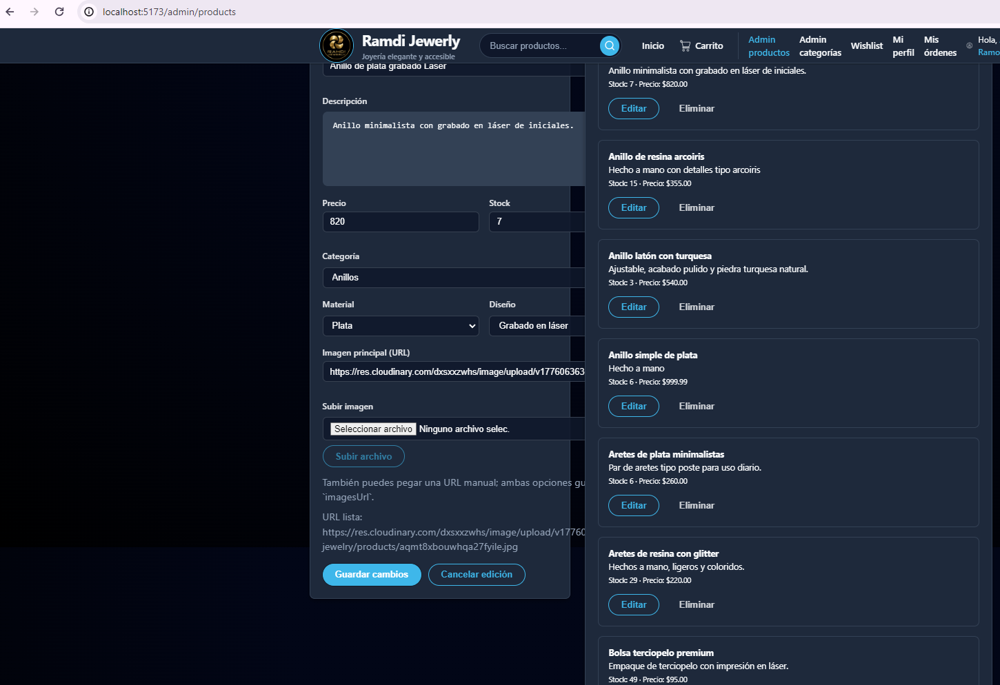 localhost:5173/admin/products
RAMDI
Ramdi Jewerly
Joyería elegante y accesible
Buscar productos...
Inicio
Carrito
Admin productos
Admin categorías
Wishlist
Mi perfil
Mis órdenes
Hola,
Ramo
Anillo de plata grabado Laser
Descripción
Anillo minimalista con grabado en láser de iniciales.
Precio
Stock
820
7
Categoría
Anillos
Material
Diseño
Plata
Grabado en láser
Imagen principal (URL)
https://res.cloudinary.com/dxsxxzwhs/image/upload/v177606363
Subir imagen
Seleccionar archivo Ninguno archivo selec.
Subir archivo
También puedes pegar una URL manual; ambas opciones gu
`imagesUrl`.
URL lista:
https://res.cloudinary.com/dxsxxzwhs/image/upload/v17760
jewelry/products/aqmt8xbouwhqa27fyile.jpg
Guardar cambios
Cancelar edición
Anillo minimalista con grabado en láser de iniciales.
Stock: 7 · Precio: $820.00
Editar
Eliminar
Anillo de resina arcoiris
Hecho a mano con detalles tipo arcoiris
Stock: 15 · Precio: $355.00
Editar
Eliminar
Anillo latón con turquesa
Ajustable, acabado pulido y piedra turquesa natural.
Stock: 3 · Precio: $540.00
Editar
Eliminar
Anillo simple de plata
Hecho a mano
Stock: 6 · Precio: $999.99
Editar
Eliminar
Aretes de plata minimalistas
Par de aretes tipo poste para uso diario.
Stock: 6 · Precio: $260.00
Editar
Eliminar
Aretes de resina con glitter
Hechos a mano, ligeros y coloridos.
Stock: 29 · Precio: $220.00
Editar
Eliminar
Bolsa terciopelo premium
Empaque de terciopelo con impresión en láser.
Stock: 49 · Precio: $95.00